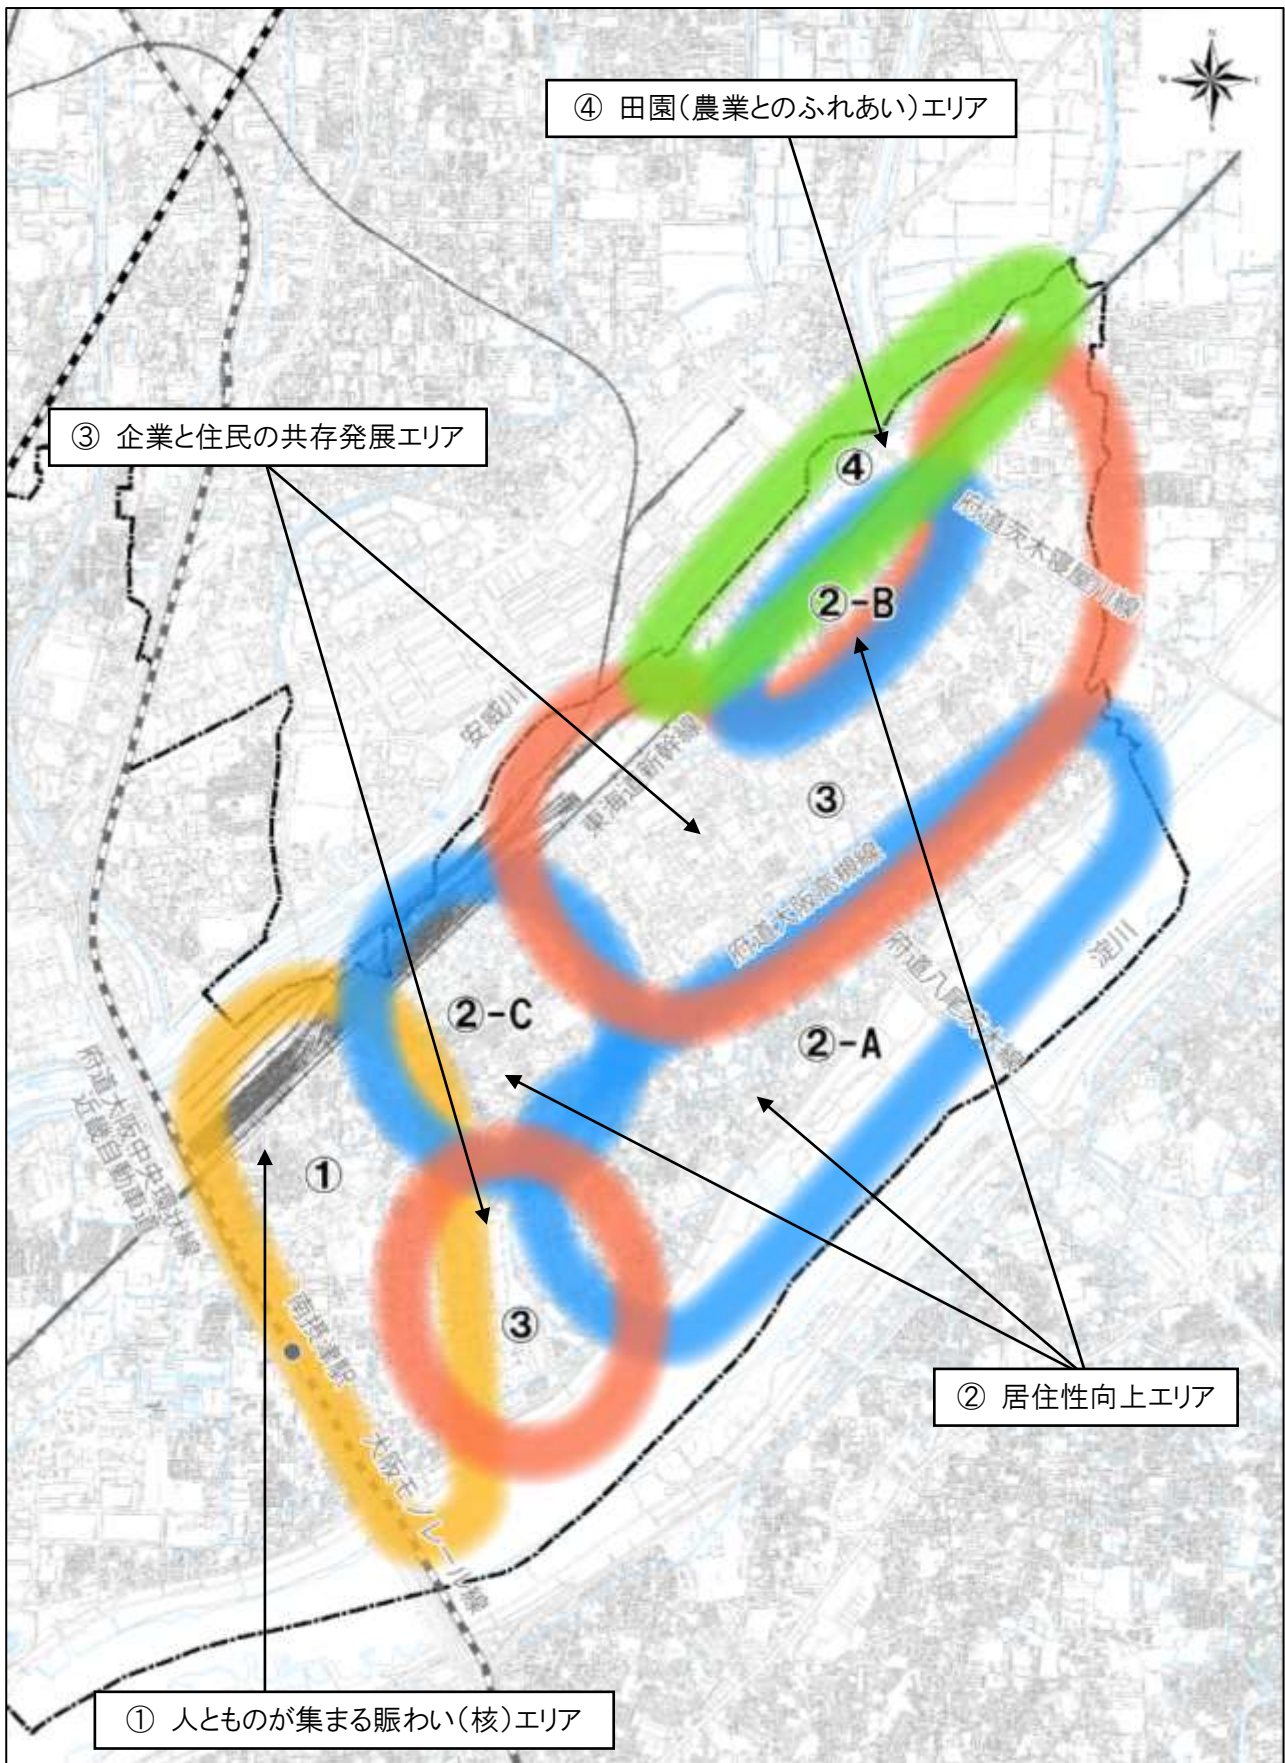 N
W
E
S
④ 田園(農業とのふれあい)エリア
③ 企業と住民の共存発展エリア
④
府道茨木寝屋川線
②-B
安威川
東海道新幹線
③
府道大阪高槻線
府道八尾茨木線
淀川
②-C
②-A
府道大阪中央環状線
近畿自動車道
①
南摂津駅
③
② 居住性向上エリア
大阪モノレール線
① 人とものが集まる賑わい(核)エリア